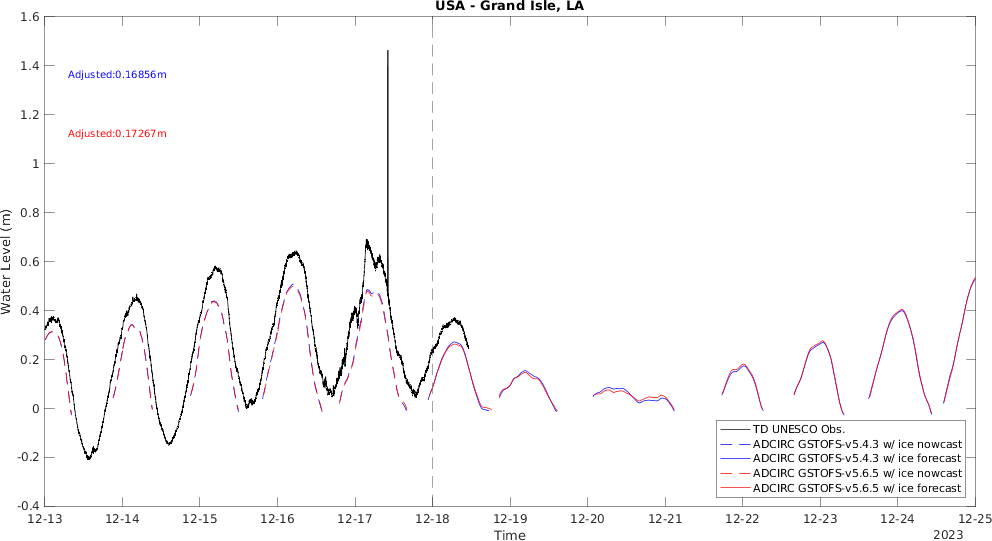 USA - Grand Isle, LA
1.6
1.4
1.2
1
0.8
0.6
0.4
0.2
0
-0.2
-0.4
Water Level (m)
Adjusted:0.16856m
Adjusted:0.17267m
TD UNESCO Obs.
ADCIRC GSTOFS-v5.4.3 w/ ice nowcast
ADCIRC GSTOFS-v5.4.3 w/ ice forecast
ADCIRC GSTOFS-v5.6.5 w/ ice nowcast
ADCIRC GSTOFS-v5.6.5 w/ ice forecast
12-13 12-14 12-15 12-16 12-17 12-18 12-19 12-20 12-21 12-22 12-23 12-24 12-25
Time
2023